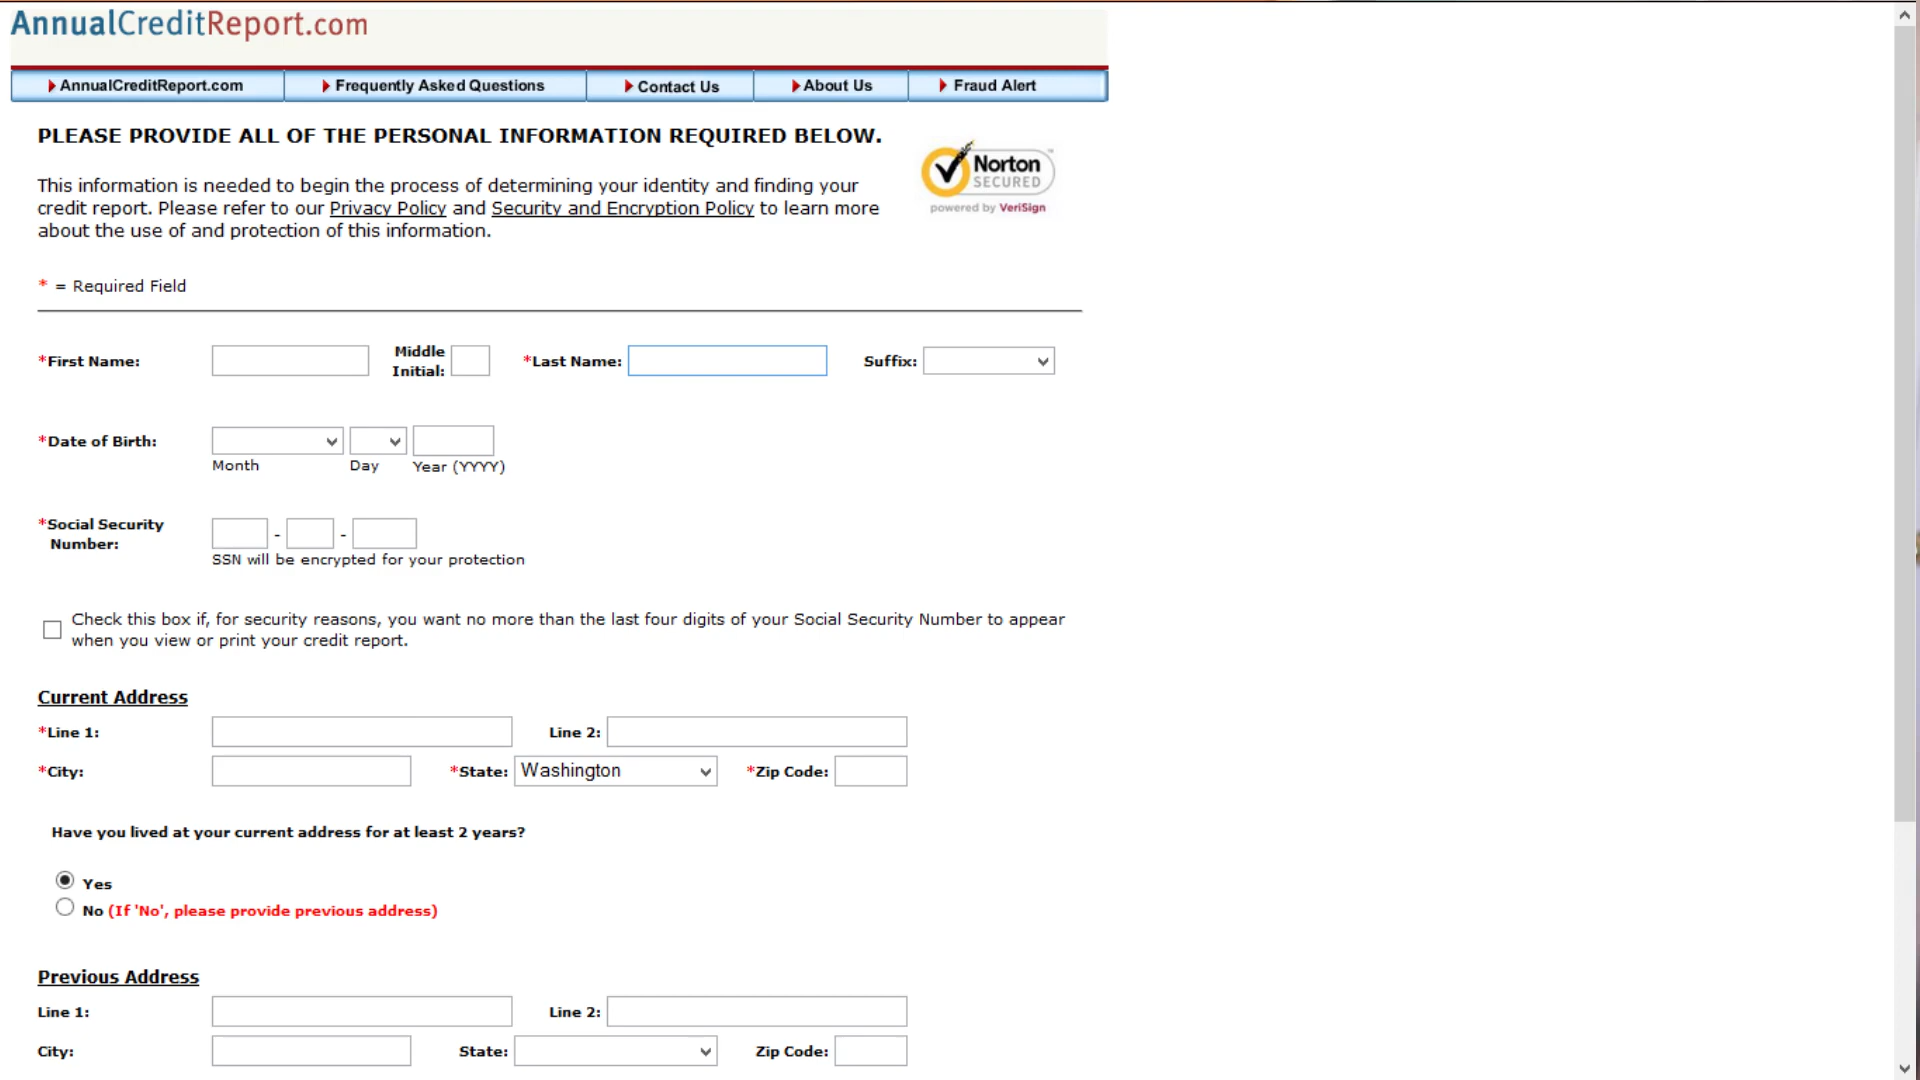 AnnualCreditReport.com
AnnualCreditReport.com Frequently Asked Questions Contact Us About Us Fraud Alert
PLEASE PROVIDE ALL OF THE PERSONAL INFORMATION REQUIRED BELOW.
Norton
SECURED
powered by VeriSign
This information is needed to begin the process of determining your identity and finding your
credit report. Please refer to our Privacy Policy and Security and Encryption Policy to learn more
about the use of and protection of this information.
* = Required Field
*First Name: Middle Initial: *Last Name: Suffix:
*Date of Birth:
Month Day Year (YYYY)
*Social Security
Number: - -
SSN will be encrypted for your protection
Check this box if, for security reasons, you want no more than the last four digits of your Social Security Number to appear
when you view or print your credit report.
Current Address
*Line 1: Line 2:
*City: *State: Washington *Zip Code:
Have you lived at your current address for at least 2 years?
Yes
No (If 'No', please provide previous address)
Previous Address
Line 1: Line 2:
City: State: Zip Code: